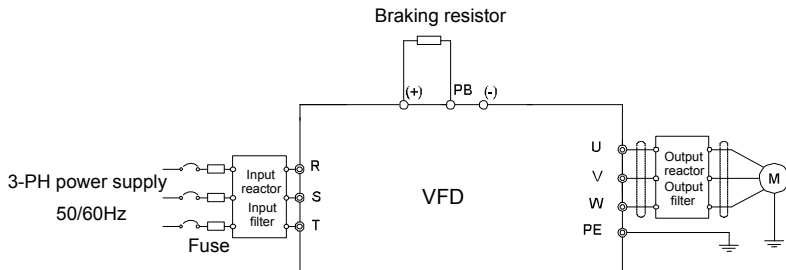 Braking resistor
(+)
PB
(-)
3-PH power supply
50/60Hz
Fuse
Input
reactor
Input
filter
R
S
T
VFD
U
V
W
PE
Output
reactor
Output
filter
M